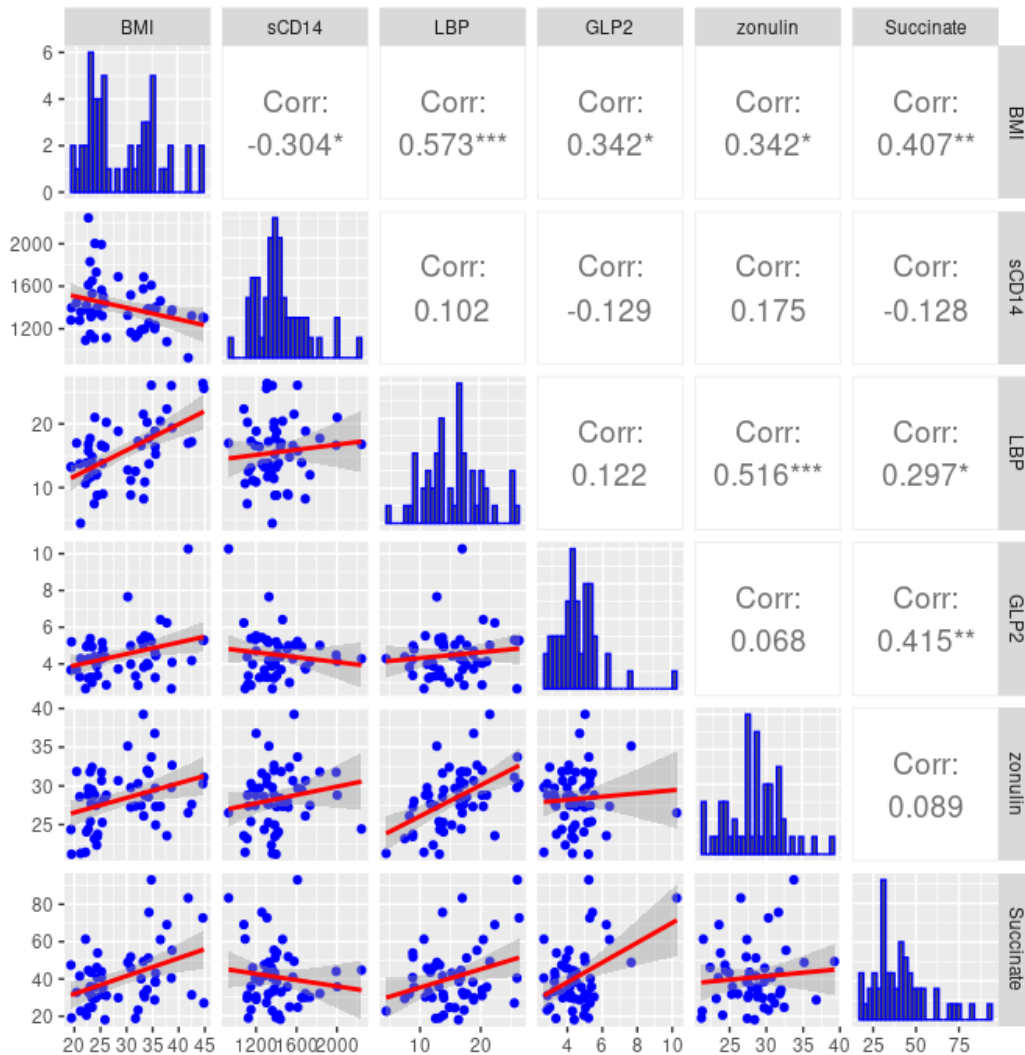 BMI sCD14 LBP GLP2 zonulin Succinate
6
4
2
0
Corr: Corr: Corr: Corr: Corr:
-0.304* 0.573*** 0.342* 0.342* 0.407**
BMI
2000
1600
1200
Corr: Corr: Corr: Corr:
0.102 -0.129 0.175 -0.128
sCD14
20
10
Corr: Corr: Corr:
0.122 0.516*** 0.297*
LBP
10
8
6
4
Corr: Corr:
0.068 0.415**
GLP2
40
35
30
25
Corr:
0.089
zonulin
80
60
40
20
Succinate
20 25 30 35 40 45 1200 1600 2000 10 20 4 6 8 10 25 30 35 40 25 50 75